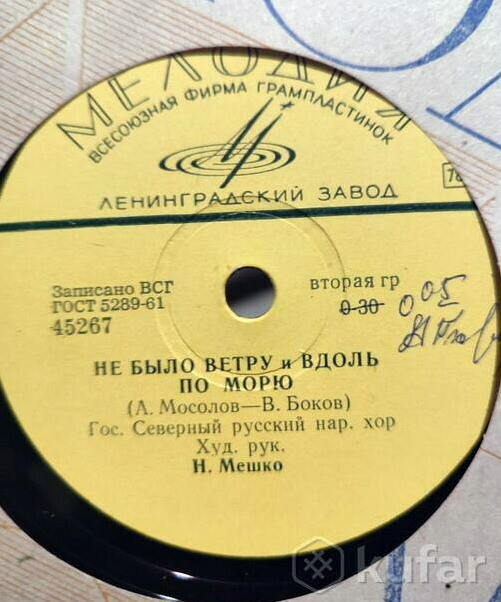 МЕЛОДИЯ
ВСЕСОЮЗНАЯ ФИРМА ГРАМПЛАСТИНОК
ЛЕНИНГРАДСКИЙ ЗАВОД
Записано ВСГ
ГОСТ 5289-61
45267
вторая гр
0-30 005
НЕ БЫЛО ВЕТРУ и ВДОЛЬ
ПО МОРЮ
(А. Мосолов—В. Боков)
Гос. Северный русский нар. хор
Худ. рук.
Н. Мешко
kufar